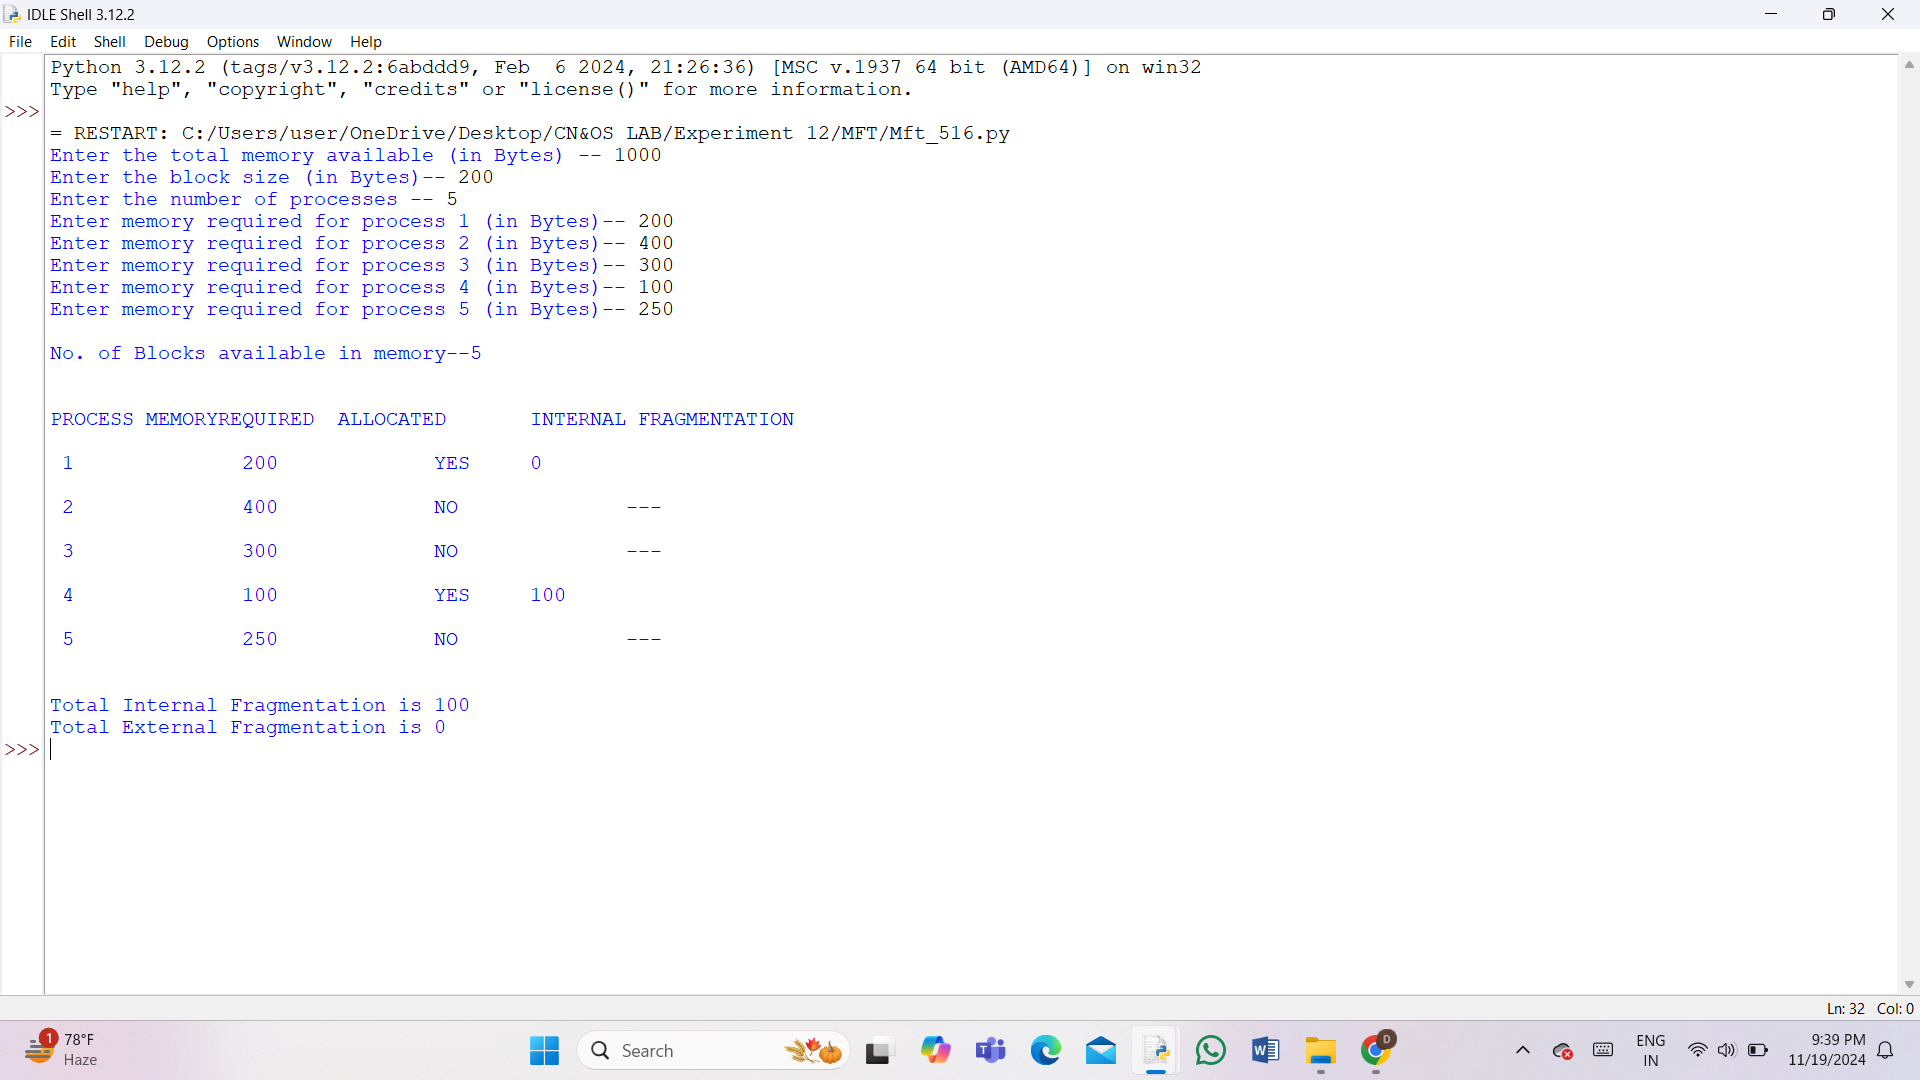 IDLE Shell 3.12.2
File Edit Shell Debug Options Window Help
Python 3.12.2 (tags/v3.12.2:6abddd9, Feb  6 2024, 21:26:36) [MSC v.1937 64 bit (AMD64)] on win32
Type "help", "copyright", "credits" or "license()" for more information.
>>>
= RESTART: C:/Users/user/OneDrive/Desktop/CN&OS LAB/Experiment 12/MFT/Mft_516.py
Enter the total memory available (in Bytes) -- 1000
Enter the block size (in Bytes)-- 200
Enter the number of processes -- 5
Enter memory required for process 1 (in Bytes)-- 200
Enter memory required for process 2 (in Bytes)-- 400
Enter memory required for process 3 (in Bytes)-- 300
Enter memory required for process 4 (in Bytes)-- 100
Enter memory required for process 5 (in Bytes)-- 250
No. of Blocks available in memory--5
PROCESS MEMORYREQUIRED  ALLOCATED       INTERNAL FRAGMENTATION
1 200 YES 0
2 400 NO ---
3 300 NO ---
4 100 YES 100
5 250 NO ---
Total Internal Fragmentation is 100
Total External Fragmentation is 0
>>>
Ln: 32 Col: 0
1 78°F
Haze
Search
D
ENG
IN
9:39 PM
11/19/2024